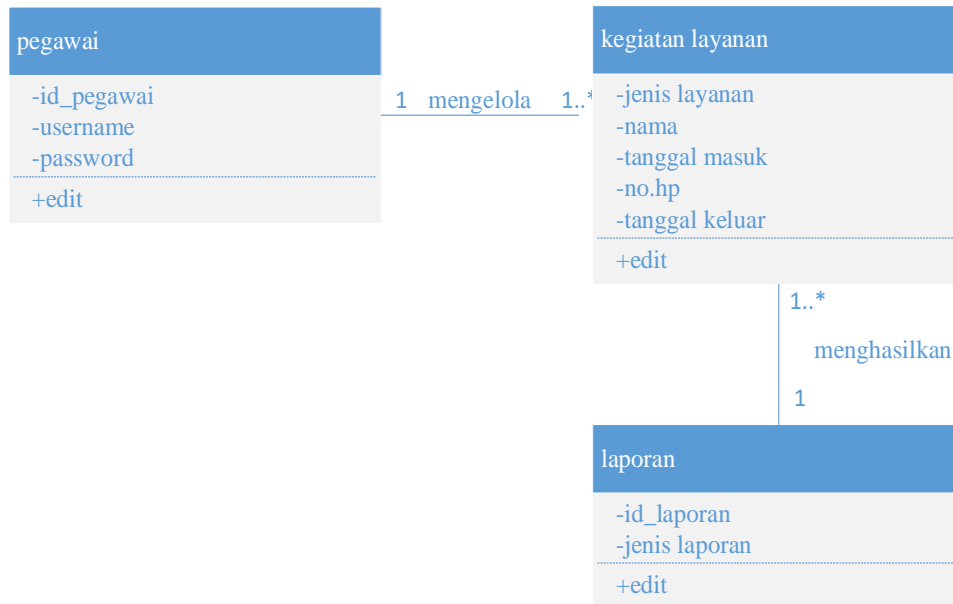 pegawai
-id_pegawai
-username
-password
+edit
1 mengelola 1..*
kegiatan layanan
-jenis layanan
-nama
-tanggal masuk
-no.hp
-tanggal keluar
+edit
1..*
menghasilkan
1
laporan
-id_laporan
-jenis laporan
+edit